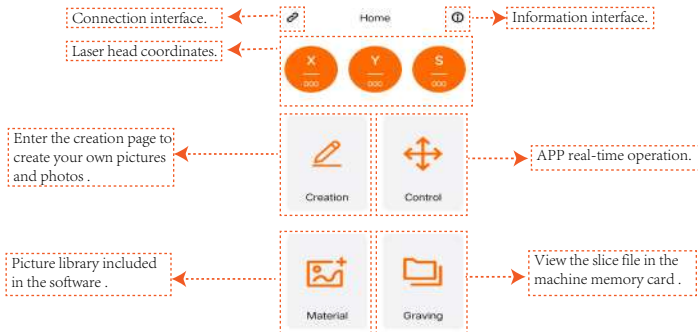 Connection interface.
Home
Information interface.
Laser head coordinates.
X
000
Y
000
S
000
Enter the creation page to
create your own pictures
and photos .
Creation
Control
APP real-time operation.
Picture library included
in the software .
Material
Graving
View the slice file in the
machine memory card .